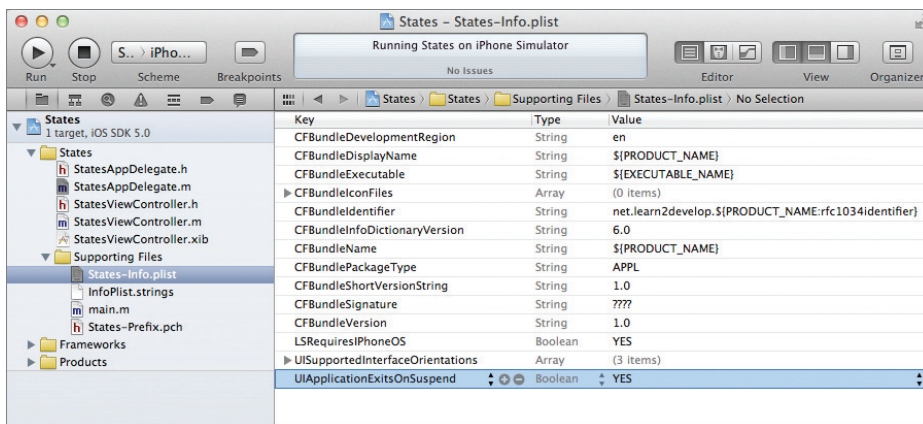 States – States-Info.plist
S.. iPho...
Run Stop Scheme Breakpoints
Running States on iPhone Simulator
No Issues
Editor View Organizer
States States Supporting Files States-Info.plist No Selection
States
1 target, iOS SDK 5.0
States
h StatesAppDelegate.h
m StatesAppDelegate.m
h StatesViewController.h
m StatesViewController.m
StatesViewController.xib
Supporting Files
States-Info.plist
InfoPlist.strings
m main.m
h States-Prefix.pch
Frameworks
Products
Key Type Value
CFBundleDevelopmentRegion String en
CFBundleDisplayName String ${PRODUCT_NAME}
CFBundleExecutable String ${EXECUTABLE_NAME}
CFBundleIconFiles Array (0 items)
CFBundleIdentifier String net.learn2develop.${PRODUCT_NAME:rfc1034identifier}
CFBundleInfoDictionaryVersion String 6.0
CFBundleName String ${PRODUCT_NAME}
CFBundlePackageType String APPL
CFBundleShortVersionString String 1.0
CFBundleSignature String ????
CFBundleVersion String 1.0
LSRequiresIPhoneOS Boolean YES
UISupportedInterfaceOrientations Array (3 items)
UIApplicationExitsOnSuspend Boolean YES